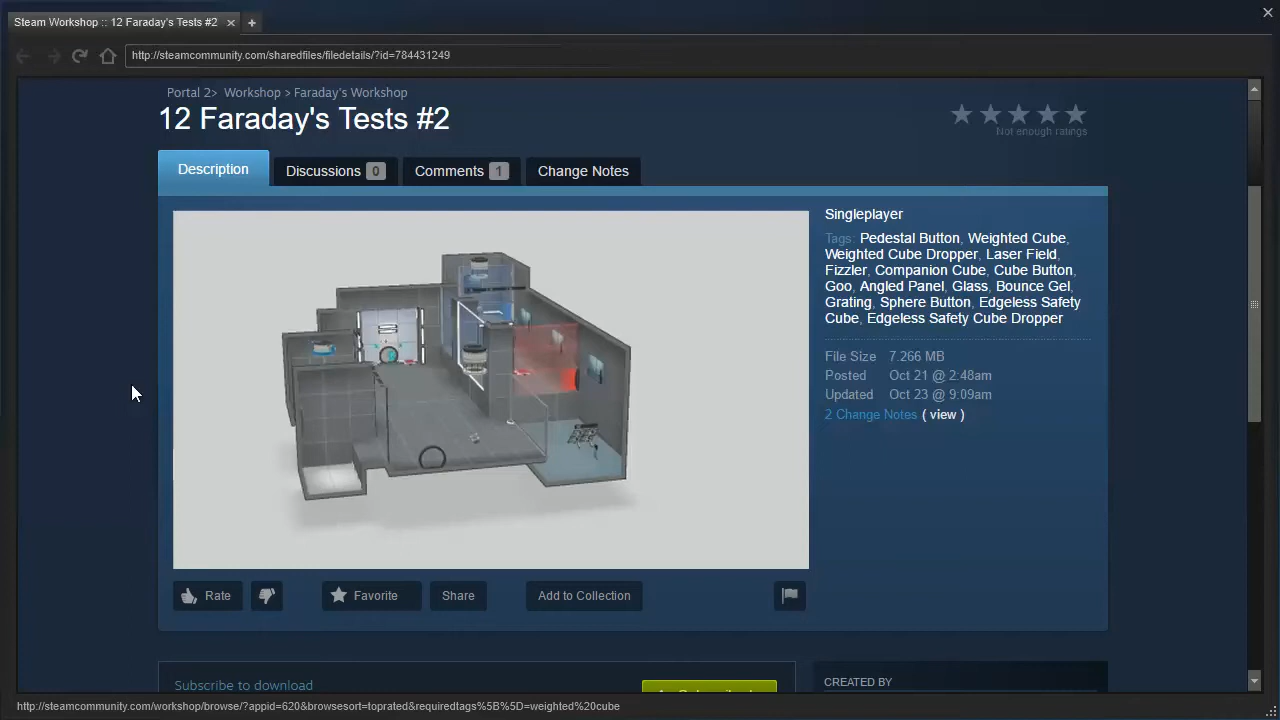 Steam Workshop :: 12 Faraday's Tests #2
http://steamcommunity.com/sharedfiles/filedetails/?id=784431249
Portal 2> Workshop > Faraday's Workshop
12 Faraday's Tests #2
Not enough ratings
Description
Discussions 0
Comments 1
Change Notes
Singleplayer
Tags: Pedestal Button, Weighted Cube,
Weighted Cube Dropper, Laser Field,
Fizzler, Companion Cube, Cube Button,
Goo, Angled Panel, Glass, Bounce Gel,
Grating, Sphere Button, Edgeless Safety
Cube, Edgeless Safety Cube Dropper
File Size 7.266 MB
Posted Oct 21 @ 2:48am
Updated Oct 23 @ 9:09am
2 Change Notes ( view )
Rate
Favorite
Share
Add to Collection
Subscribe to download
CREATED BY
http://steamcommunity.com/workshop/browse/?appid=620&browsesort=toprated&requiredtags%5B%5D=weighted%20cube